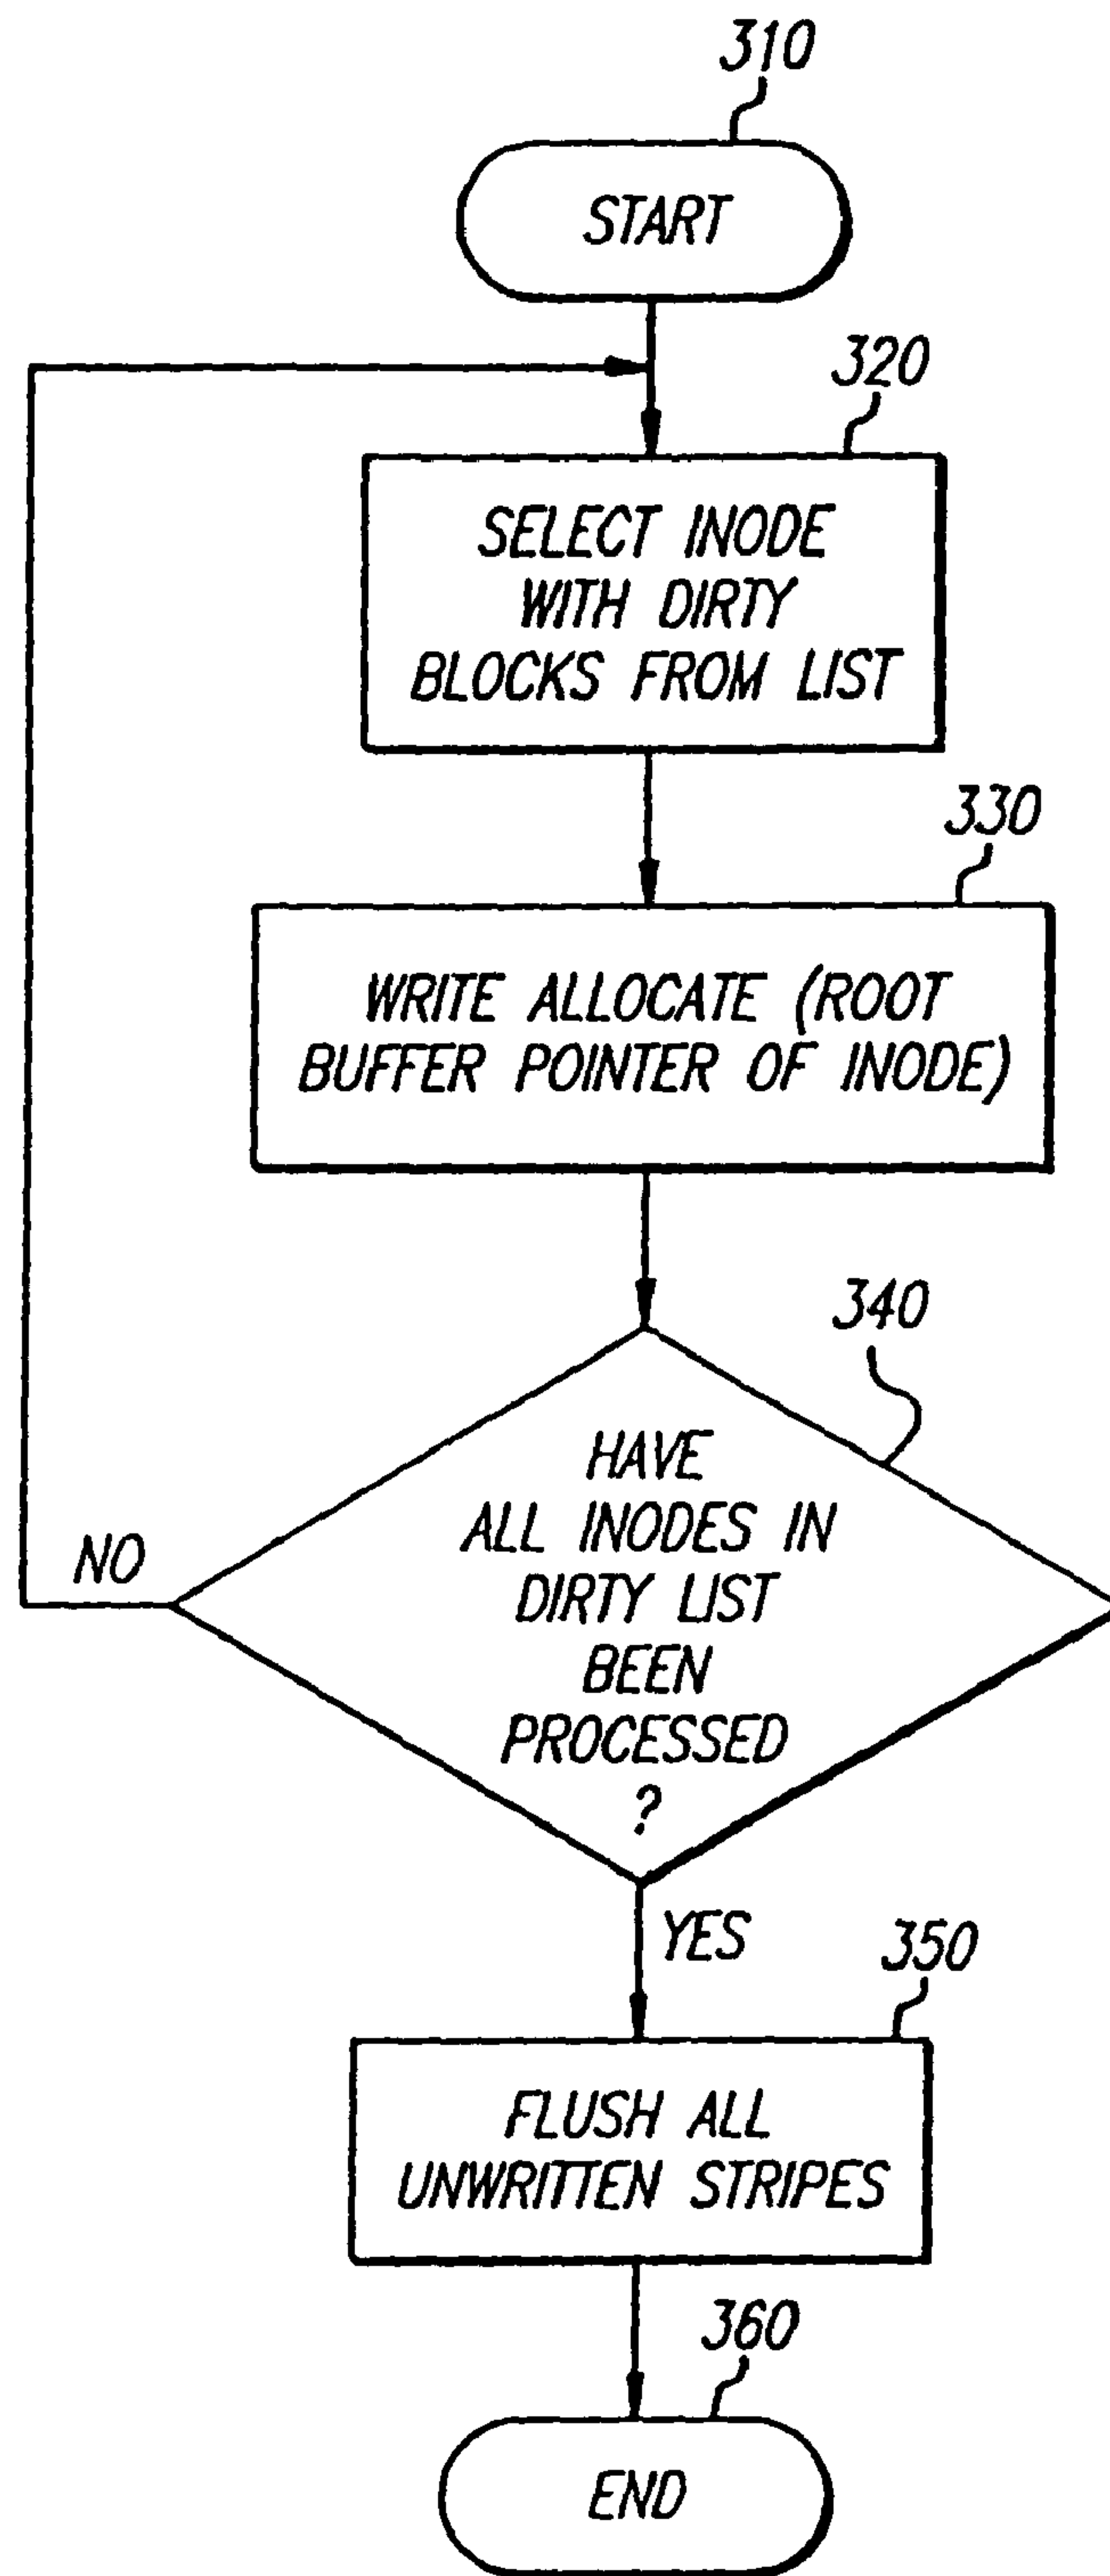 310
START
320
SELECT INODE
WITH DIRTY
BLOCKS FROM LIST
330
WRITE ALLOCATE (ROOT
BUFFER POINTER OF INODE)
340
HAVE
ALL INODES IN
DIRTY LIST
BEEN
PROCESSED
?
NO
YES
350
FLUSH ALL
UNWRITTEN STRIPES
360
END